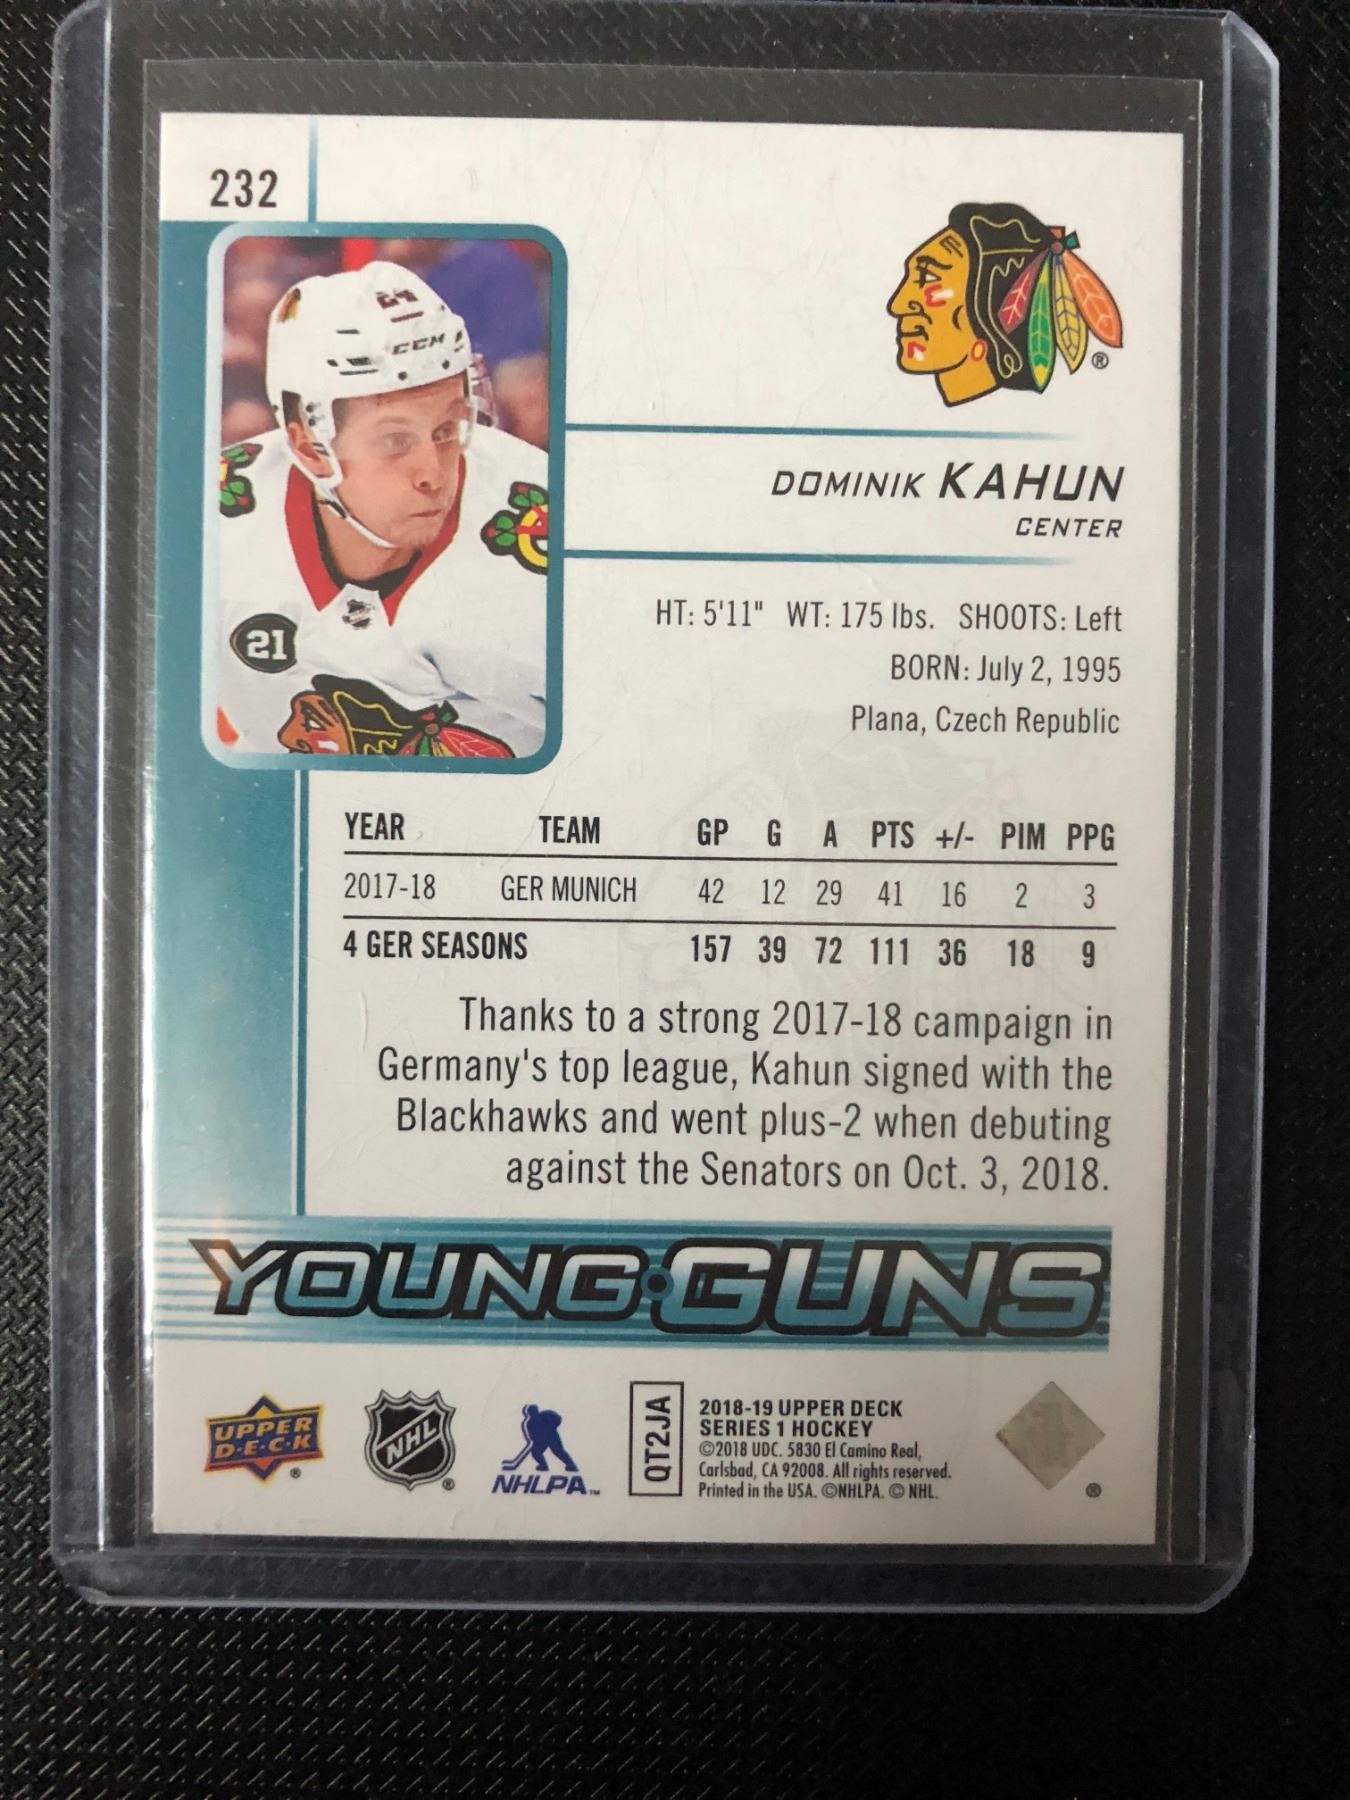 232
24
CCM
21
DOMINIK KAHUN
CENTER
HT: 5'11" WT: 175 lbs. SHOOTS: Left
BORN: July 2, 1995
Plana, Czech Republic
YEAR TEAM GP G A PTS +/- PIM PPG
2017-18 GER MUNICH 42 12 29 41 16 2 3
4 GER SEASONS 157 39 72 111 36 18 9
Thanks to a strong 2017-18 campaign in
Germany's top league, Kahun signed with the
Blackhawks and went plus-2 when debuting
against the Senators on Oct. 3, 2018.
YOUNG•GUNS
UPPER
D•E•C•K®
NHL®
NHLPA™
QT2JA
2018-19 UPPER DECK
SERIES 1 HOCKEY
©2018 UDC. 5830 El Camino Real,
Carlsbad, CA 92008. All rights reserved.
Printed in the USA. ©NHLPA. © NHL.
®